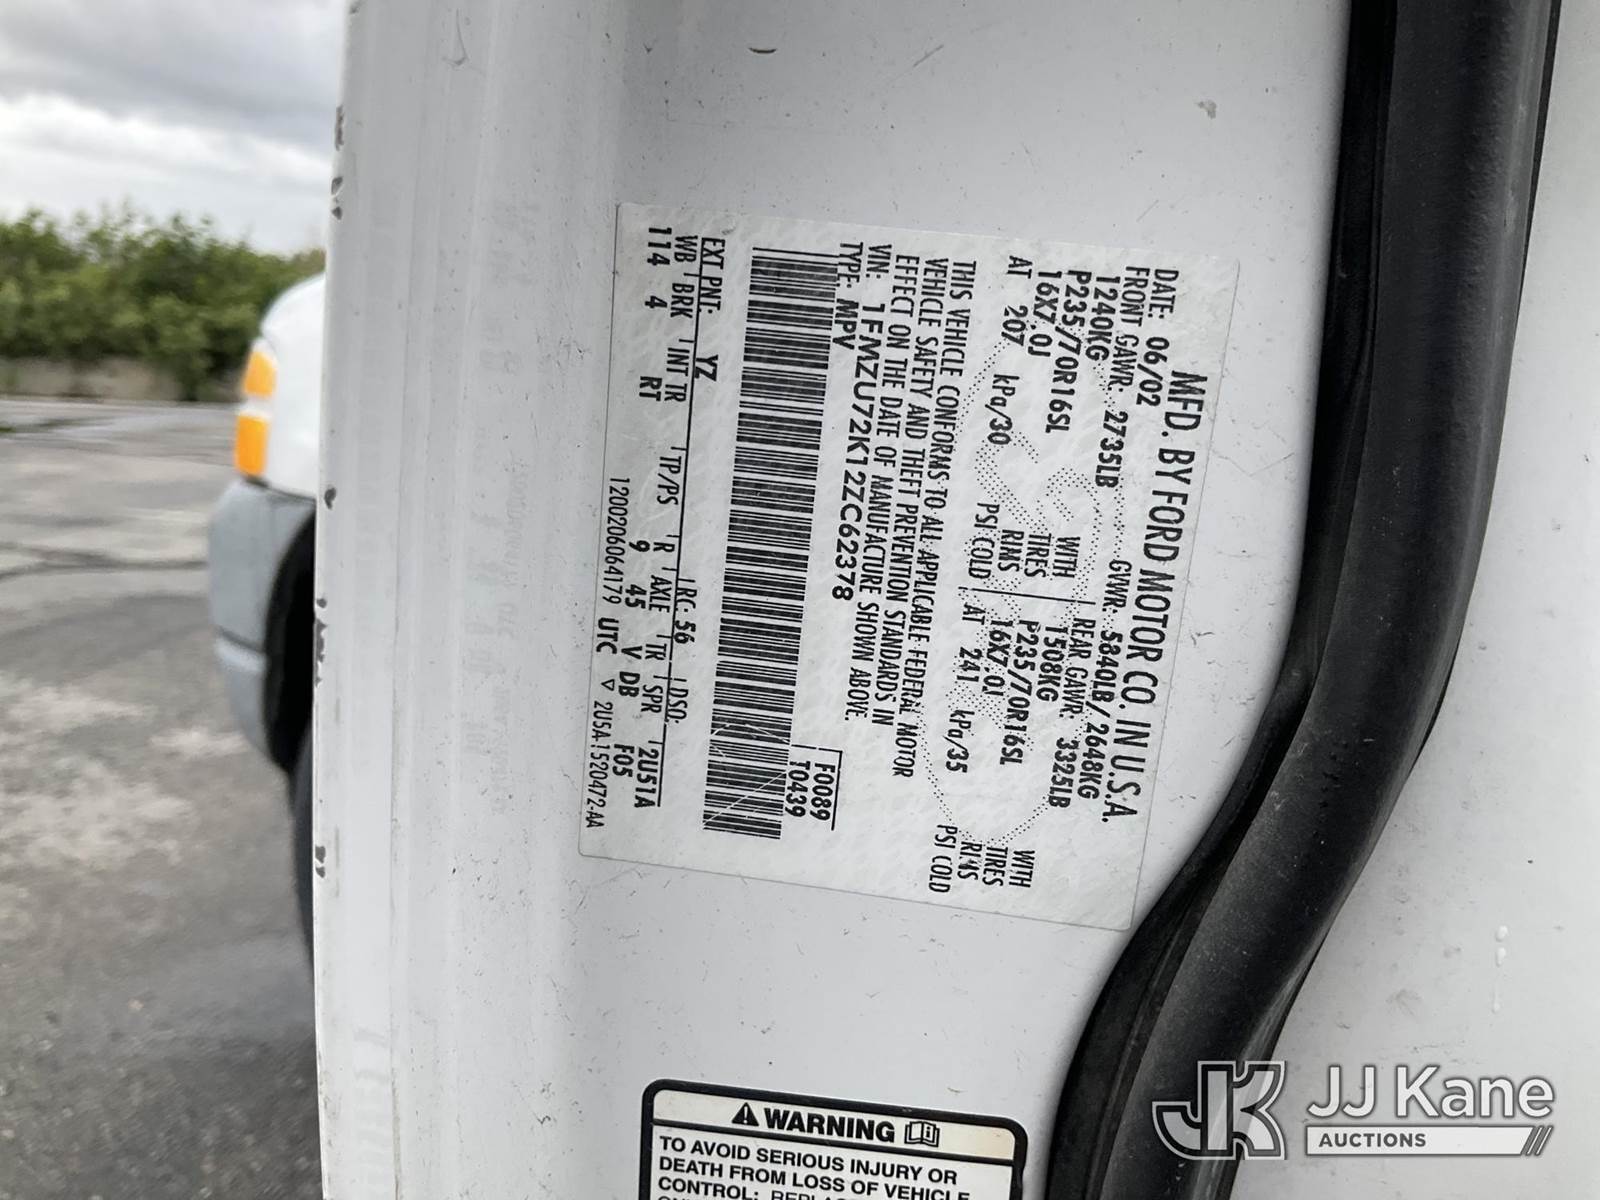 MFD. BY FORD MOTOR CO. IN U.S.A.
DATE: 06/02 GVWR: 5840LB/2648KG
FRONT GAWR: 2735LB REAR GAWR: 3325LB
1240KG WITH 1508KG WITH
P235/70R16SL TIRES P235/70R16SL TIRES
16X7.0J RIMS 16X7.0J RIMS
AT 207 kPa/30 PSI COLD AT 241 kPa/35 PSI COLD
THIS VEHICLE CONFORMS TO ALL APPLICABLE FEDERAL MOTOR
VEHICLE SAFETY AND THEFT PREVENTION STANDARDS IN
EFFECT ON THE DATE OF MANUFACTURE SHOWN ABOVE.
VIN: 1FMZU72K12ZC62378 F0089
TYPE: MPV T0439
EXT PNT: YZ RC: 56 DSO:
WB BRK INT TR TP/PS R AXLE TR SPR 2U51A
114 4 RT 9 45 V DB F05
1200206064179 UTC ▽ 2U5A-1520472-AA
WARNING
TO AVOID SERIOUS INJURY OR
DEATH FROM LOSS OF VEHICLE
CONTROL:
JK JJ Kane
AUCTIONS